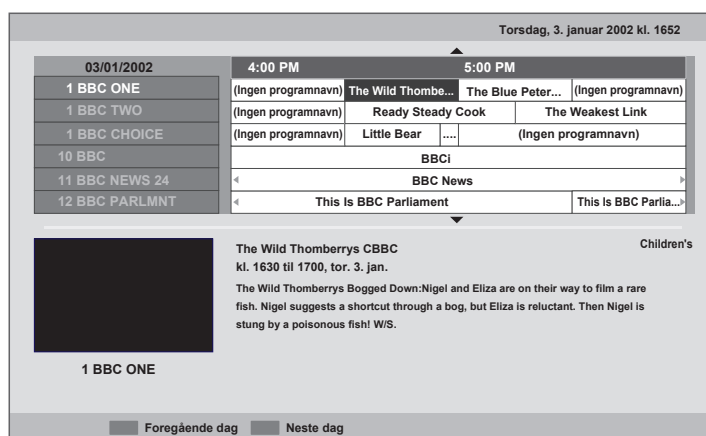 Torsdag, 3. januar 2002 kl. 1652
03/01/2002 4:00 PM 5:00 PM
1 BBC ONE (Ingen programnavn) The Wild Thombe... The Blue Peter... (Ingen programnavn)
1 BBC TWO (Ingen programnavn) Ready Steady Cook The Weakest Link
1 BBC CHOICE (Ingen programnavn) Little Bear .... (Ingen programnavn)
10 BBC BBCi
11 BBC NEWS 24 BBC News
12 BBC PARLMNT This Is BBC Parliament This Is BBC Parlia...
The Wild Thomberrys CBBC Children's
kl. 1630 til 1700, tor. 3. jan.
The Wild Thomberrys Bogged Down:Nigel and Eliza are on their way to film a rare
fish. Nigel suggests a shortcut through a bog, but Eliza is reluctant. Then Nigel is
stung by a poisonous fish! W/S.
1 BBC ONE
Foregående dag Neste dag